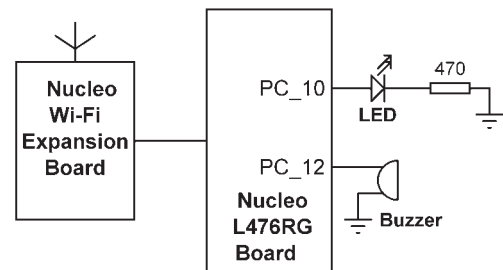 Nucleo
Wi-Fi
Expansion
Board
PC_10
PC_12
Nucleo
L476RG
Board
LED
470
Buzzer